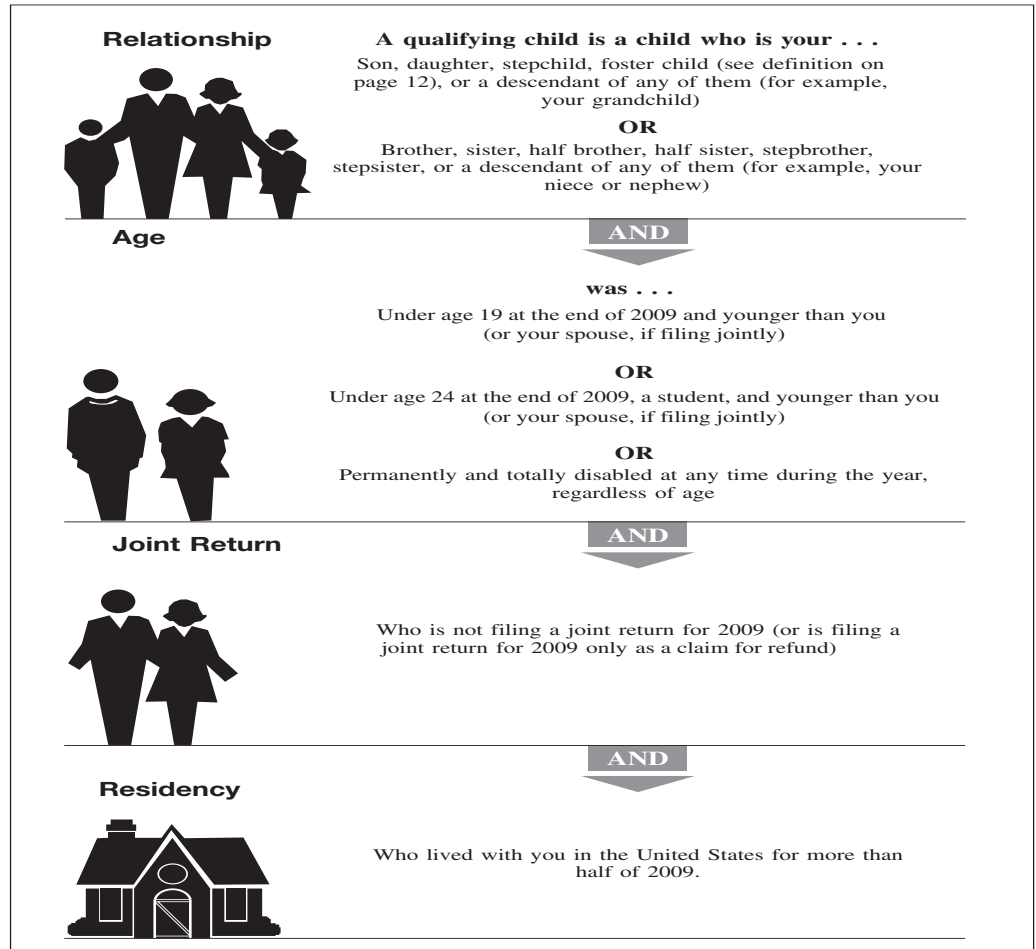 Relationship
A qualifying child is a child who is your . . .
Son, daughter, stepchild, foster child (see definition on
page 12), or a descendant of any of them (for example,
your grandchild)
OR
Brother, sister, half brother, half sister, stepbrother,
stepsister, or a descendant of any of them (for example, your
niece or nephew)
AND
Age
was . . .
Under age 19 at the end of 2009 and younger than you
(or your spouse, if filing jointly)
OR
Under age 24 at the end of 2009, a student, and younger than you
(or your spouse, if filing jointly)
OR
Permanently and totally disabled at any time during the year,
regardless of age
AND
Joint Return
Who is not filing a joint return for 2009 (or is filing a
joint return for 2009 only as a claim for refund)
AND
Residency
Who lived with you in the United States for more than
half of 2009.